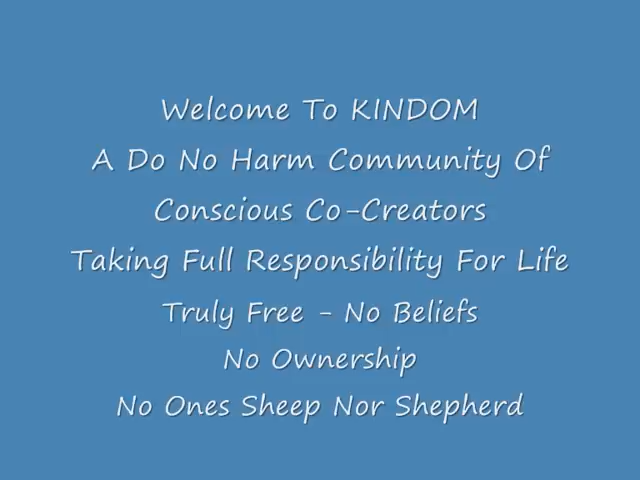 Welcome To KINDOM
A Do No Harm Community Of
Conscious Co-Creators
Taking Full Responsibility For Life
Truly Free - No Beliefs
No Ownership
No Ones Sheep Nor Shepherd